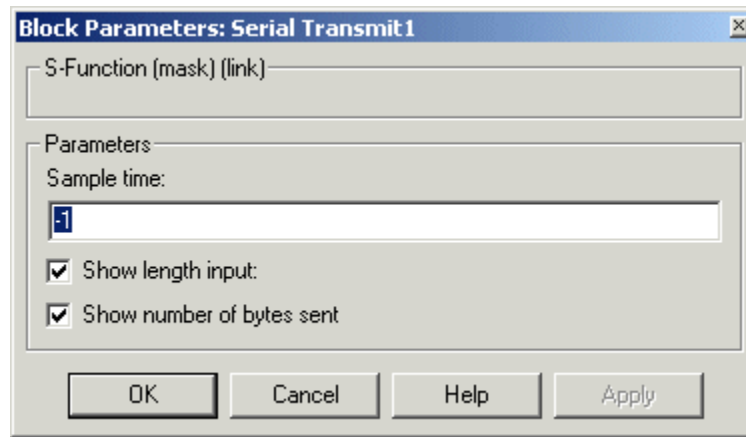 Block Parameters: Serial Transmit1
S-Function (mask) (link)
Parameters
Sample time:
-1
Show length input:
Show number of bytes sent
OK Cancel Help Apply